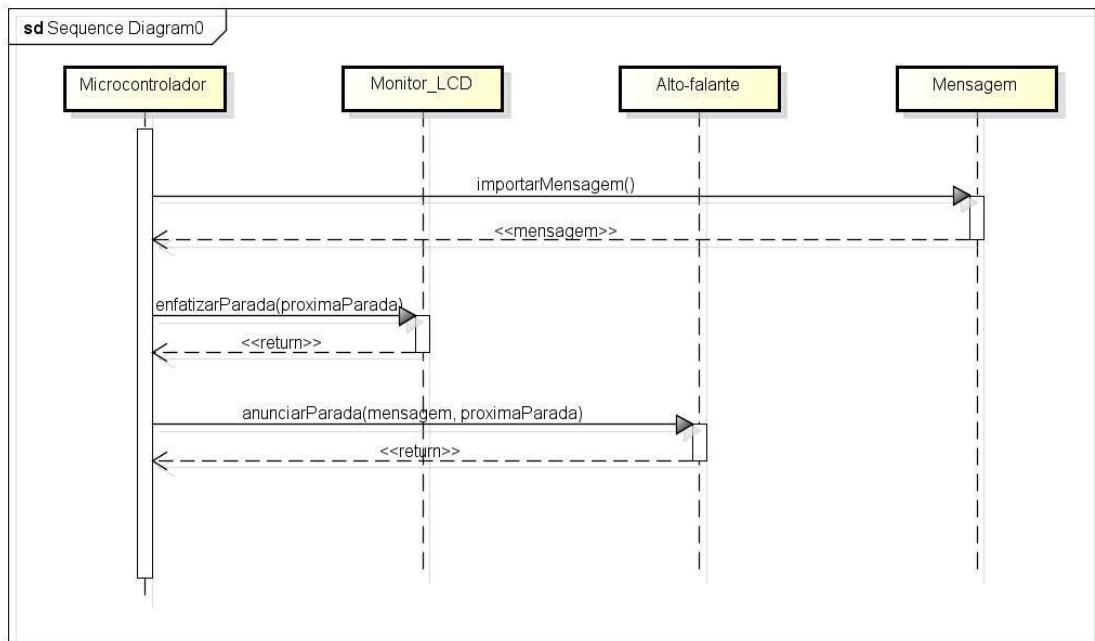 sd Sequence Diagram0
Microcontrolador
Monitor_LCD
Alto-falante
Mensagem
importarMensagem()
<<mensagem>>
enfatizarParada(proximaParada)
<<return>>
anunciarParada(mensagem, proximaParada)
<<return>>